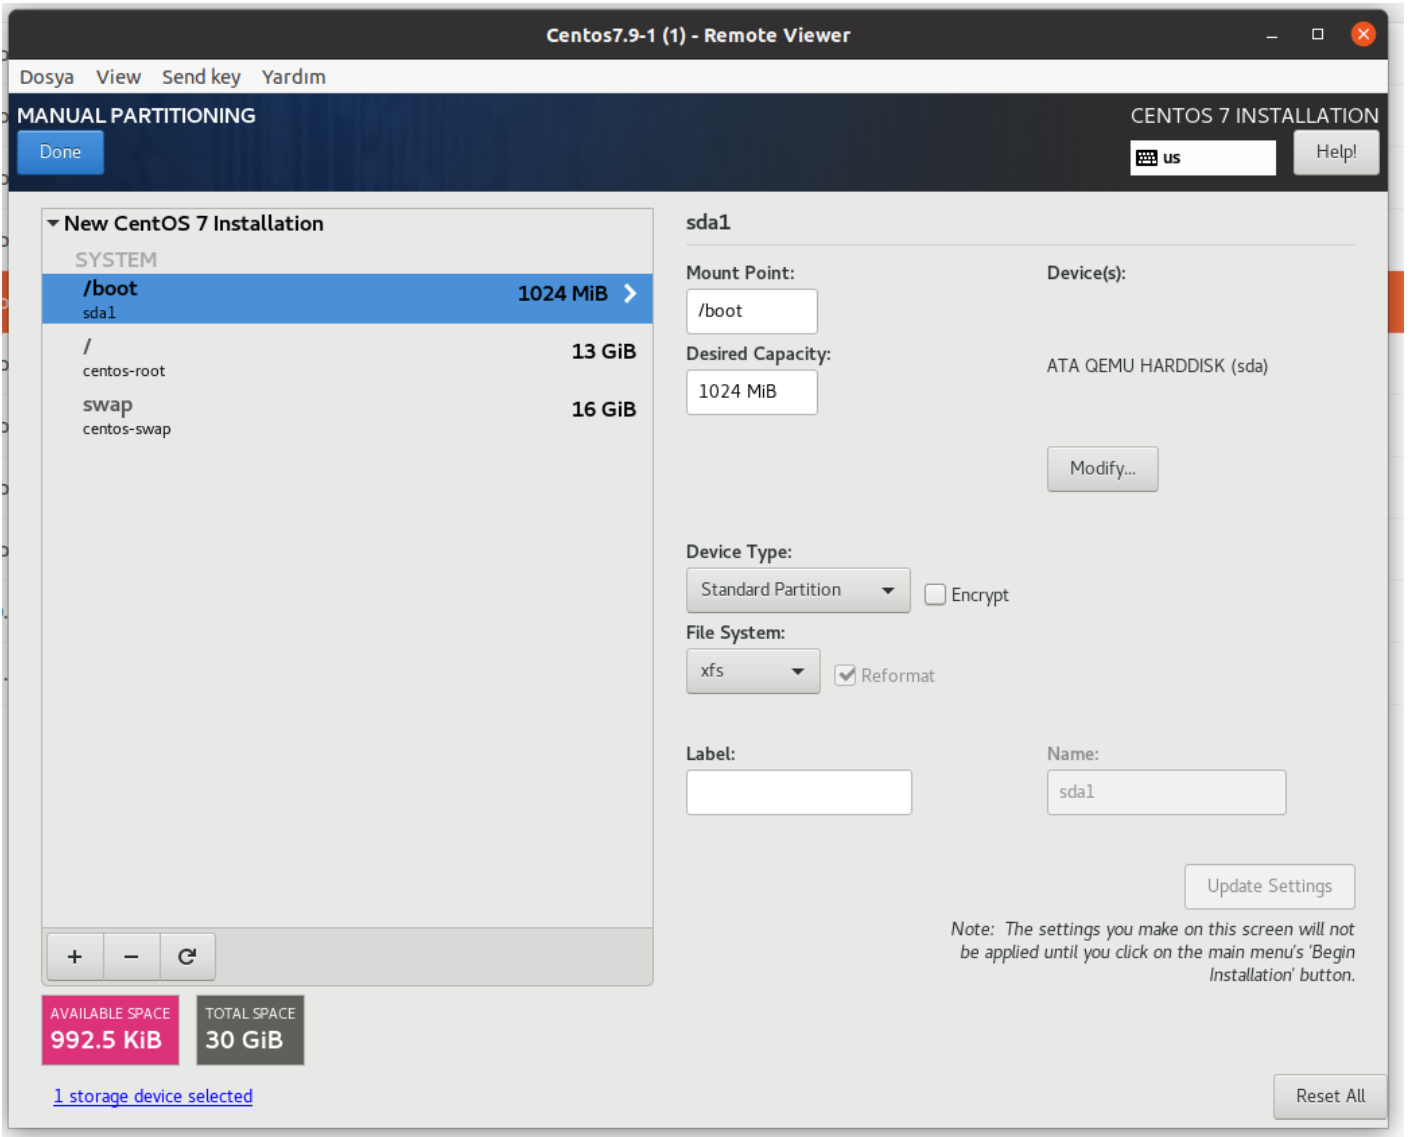 Centos7.9-1 (1) - Remote Viewer
Dosya View Send key Yardım
MANUAL PARTITIONING
CENTOS 7 INSTALLATION
Done
us
Help!
New CentOS 7 Installation
SYSTEM
/boot
1024 MiB
sda1
/
13 GiB
centos-root
swap
16 GiB
centos-swap
+ −
AVAILABLE SPACE
992.5 KiB
TOTAL SPACE
30 GiB
1 storage device selected
sda1
Mount Point:
/boot
Desired Capacity:
1024 MiB
Device(s):
ATA QEMU HARDDISK (sda)
Modify...
Device Type:
Standard Partition
Encrypt
File System:
xfs
Reformat
Label:
Name:
sda1
Update Settings
Note: The settings you make on this screen will not
be applied until you click on the main menu's 'Begin
Installation' button.
Reset All